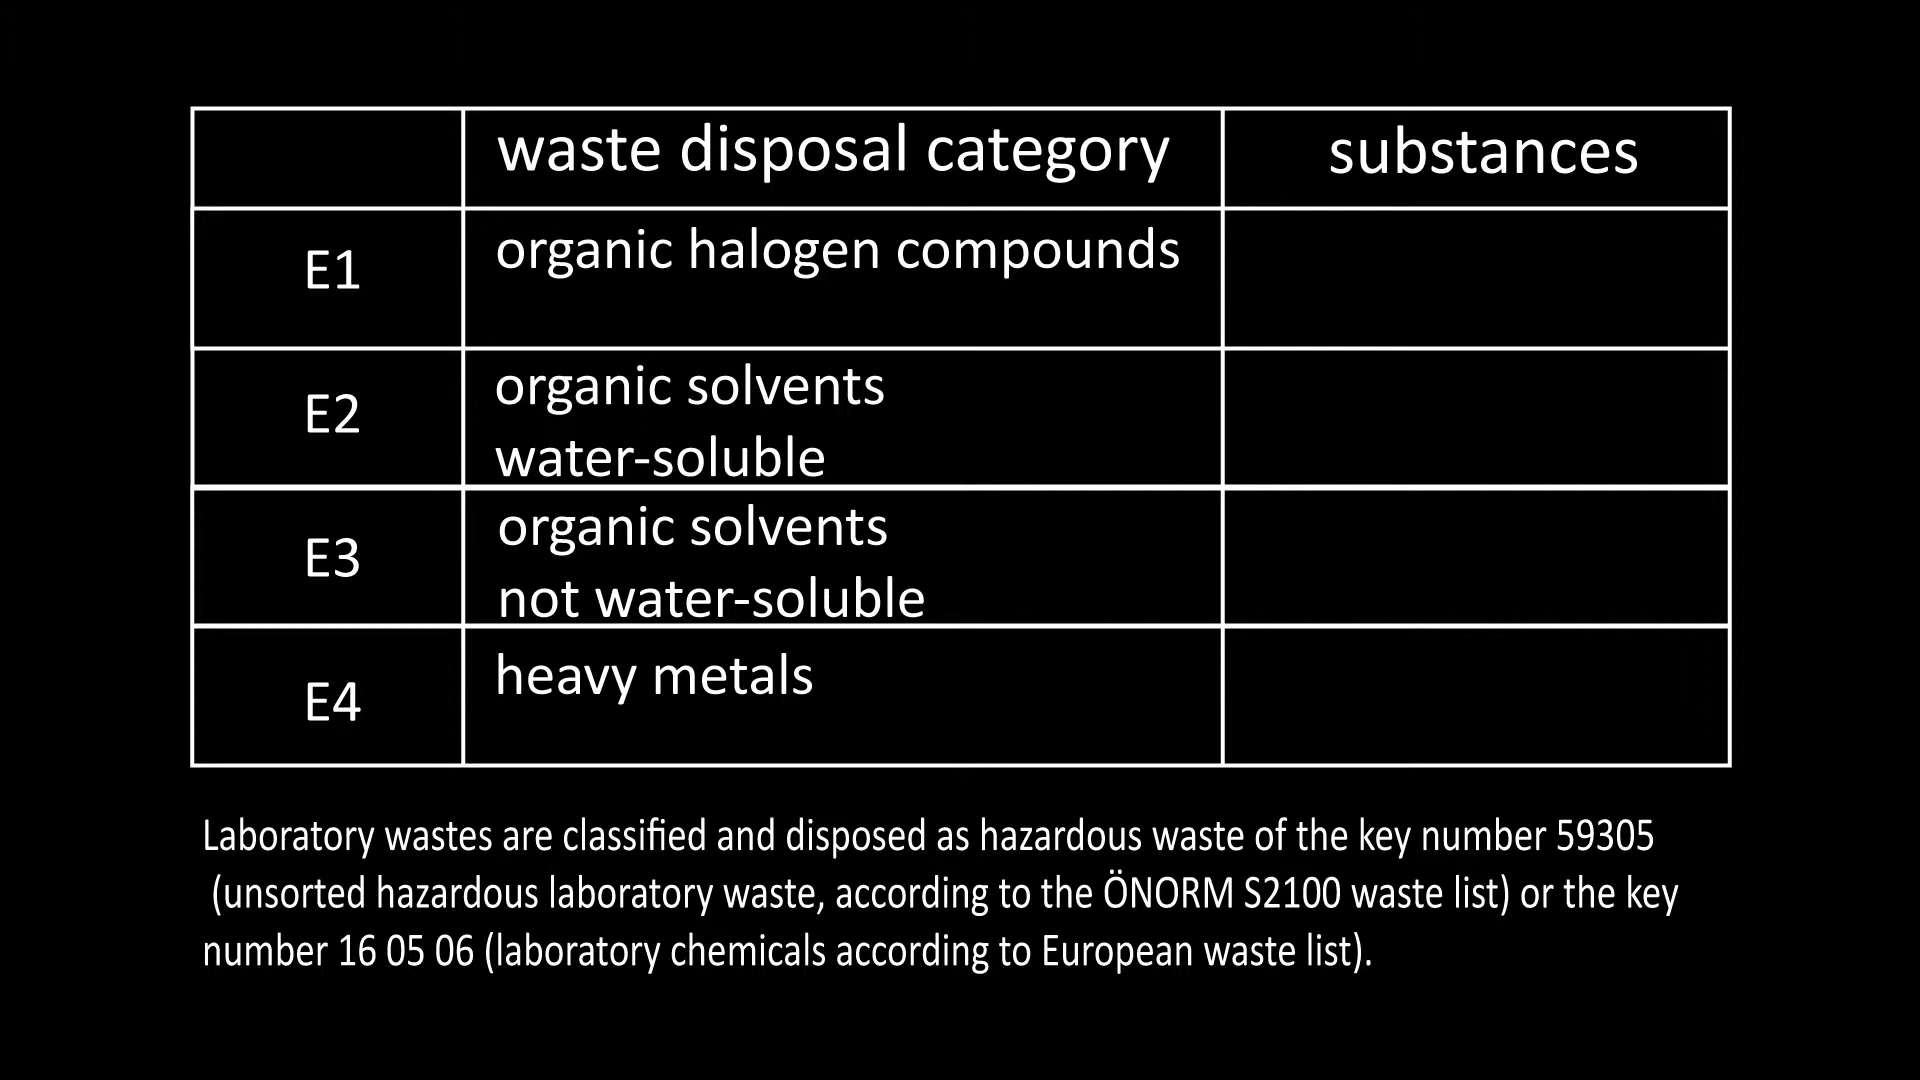 waste disposal category
substances
E1
organic halogen compounds
E2
organic solvents
water-soluble
E3
organic solvents
not water-soluble
E4
heavy metals
Laboratory wastes are classified and disposed as hazardous waste of the key number 59305
(unsorted hazardous laboratory waste, according to the ÖNORM S2100 waste list) or the key
number 16 05 06 (laboratory chemicals according to European waste list).